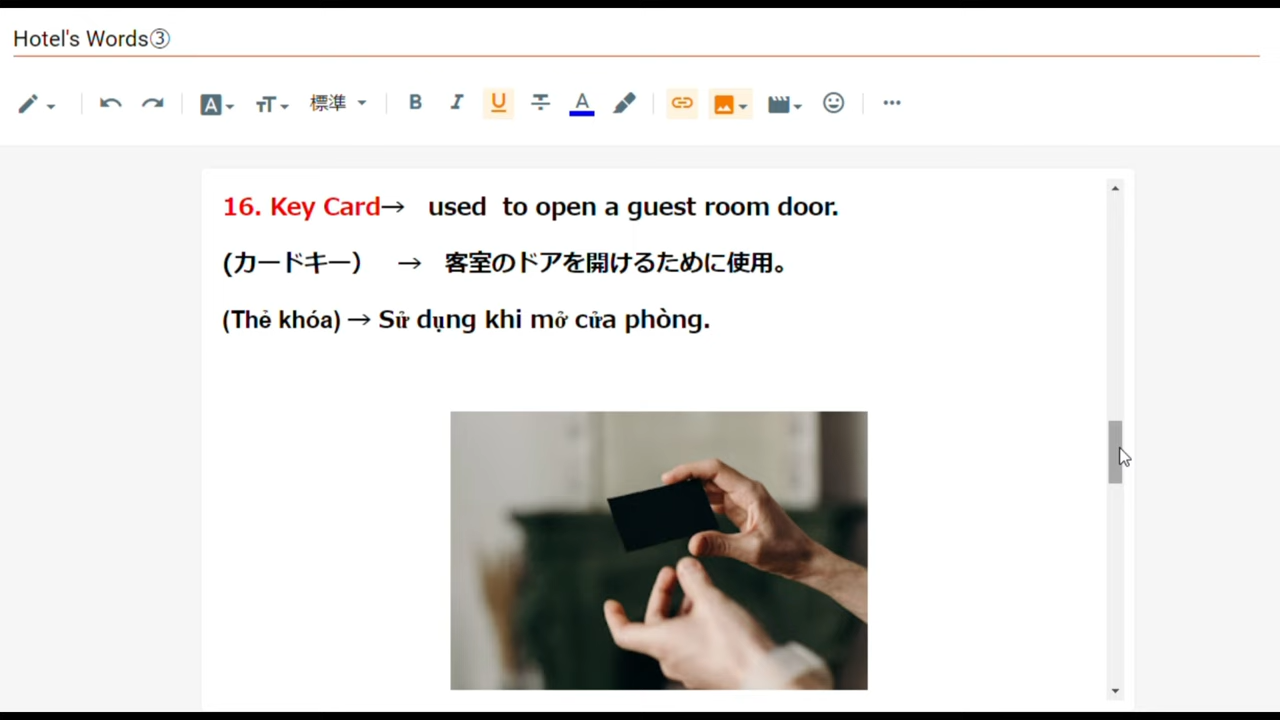 Hotel's Words③
標準
16. Key Card→ used to open a guest room door.
(カードキー） → 客室のドアを開けるために使用。
(Thẻ khóa) → Sử dụng khi mở cửa phòng.